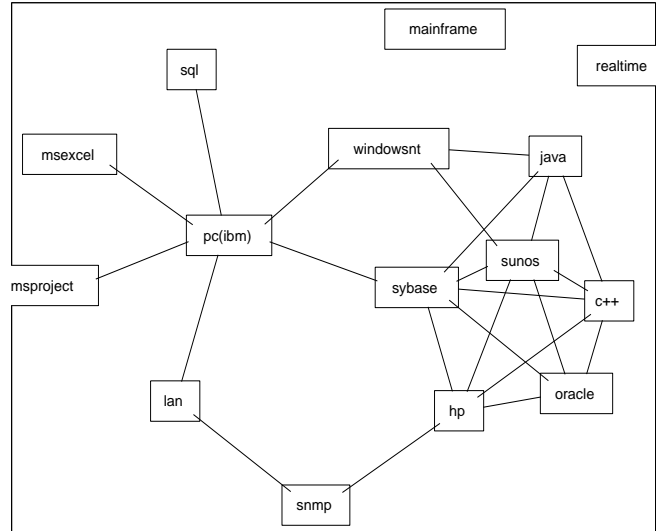 mainframe
realtime
sql
msexcel
windowsnt
java
pc(ibm)
sunos
msproject
sybase
c++
lan
hp
oracle
snmp